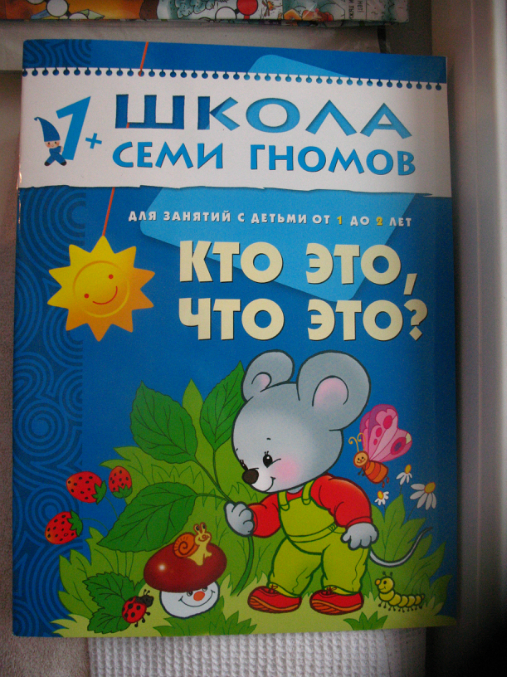 1+
ШКОЛА
СЕМИ ГНОМОВ
ДЛЯ ЗАНЯТИЙ С ДЕТЬМИ ОТ 1 ДО 2 ЛЕТ
КТО ЭТО,
ЧТО ЭТО?